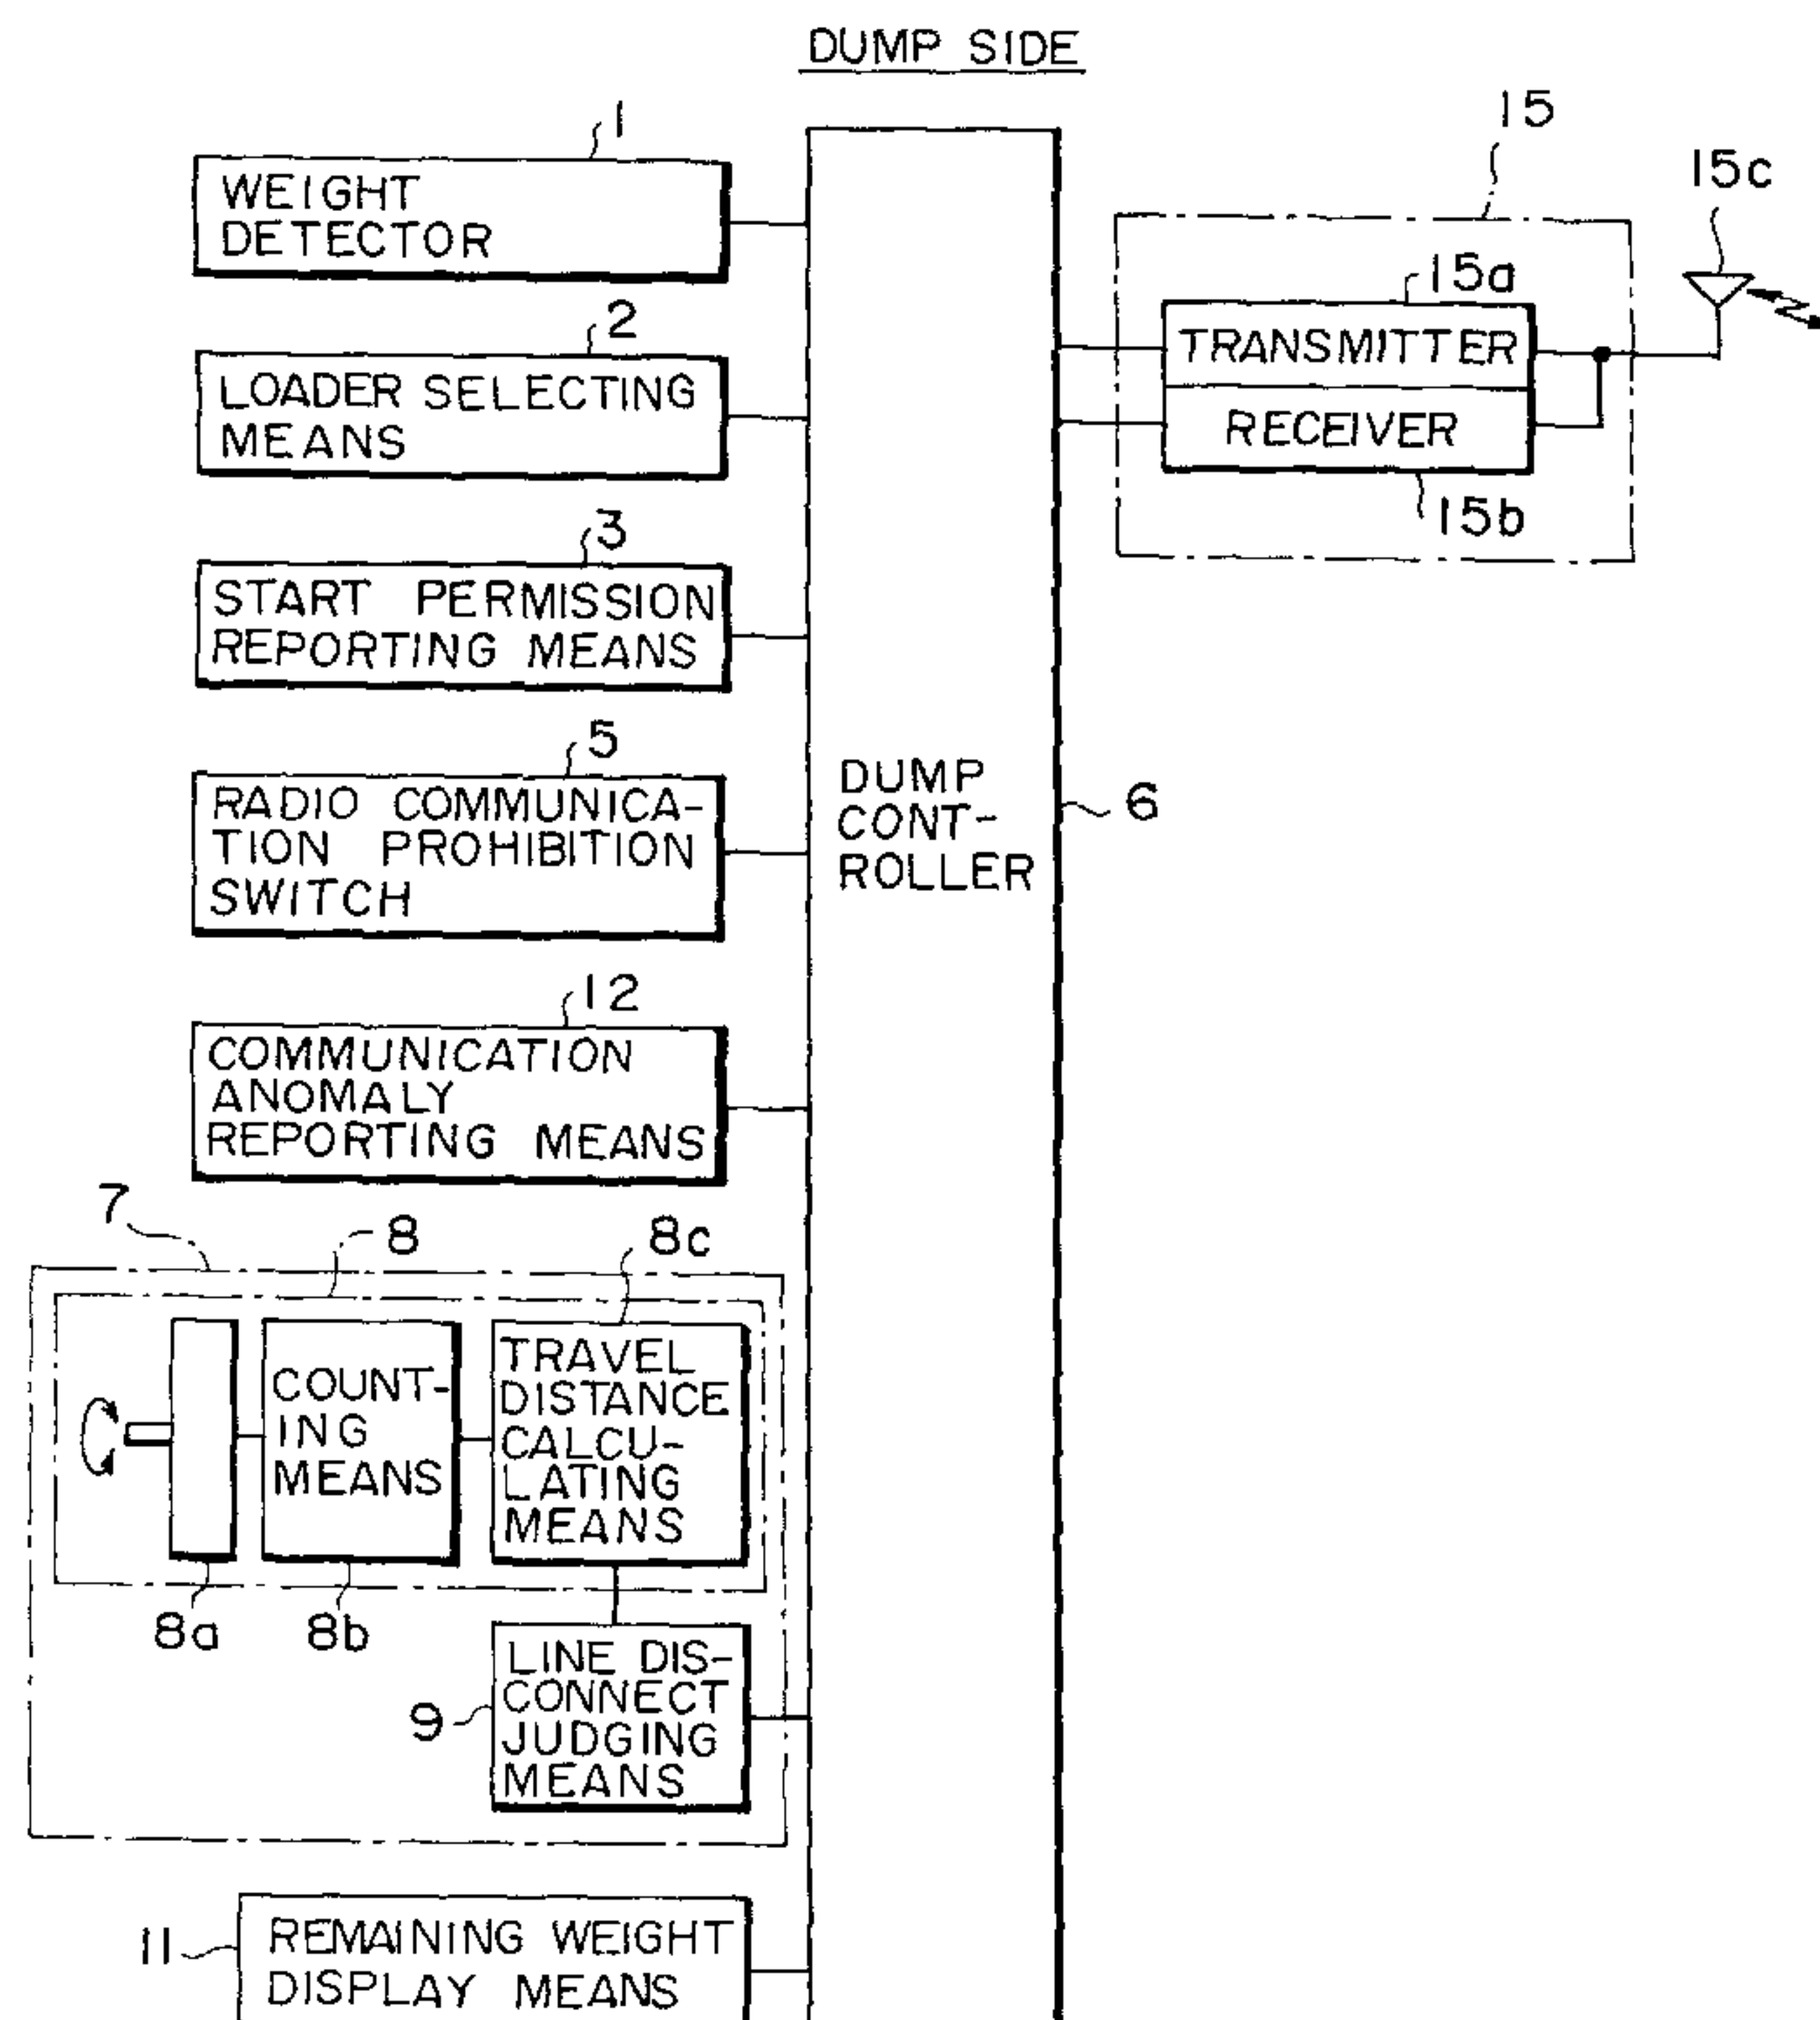 DUMP SIDE
1
WEIGHT
DETECTOR
2
LOADER SELECTING
MEANS
3
START PERMISSION
REPORTING MEANS
5
RADIO COMMUNICA-
TION PROHIBITION
SWITCH
12
COMMUNICATION
ANOMALY
REPORTING MEANS
7
8
8c
COUNT-
ING
MEANS
TRAVEL
DISTANCE
CALCU-
LATING
MEANS
8a
8b
9
LINE DIS-
CONNECT
JUDGING
MEANS
11
REMAINING WEIGHT
DISPLAY MEANS
DUMP
CONT-
ROLLER
6
15
15c
15a
TRANSMITTER
RECEIVER
15b